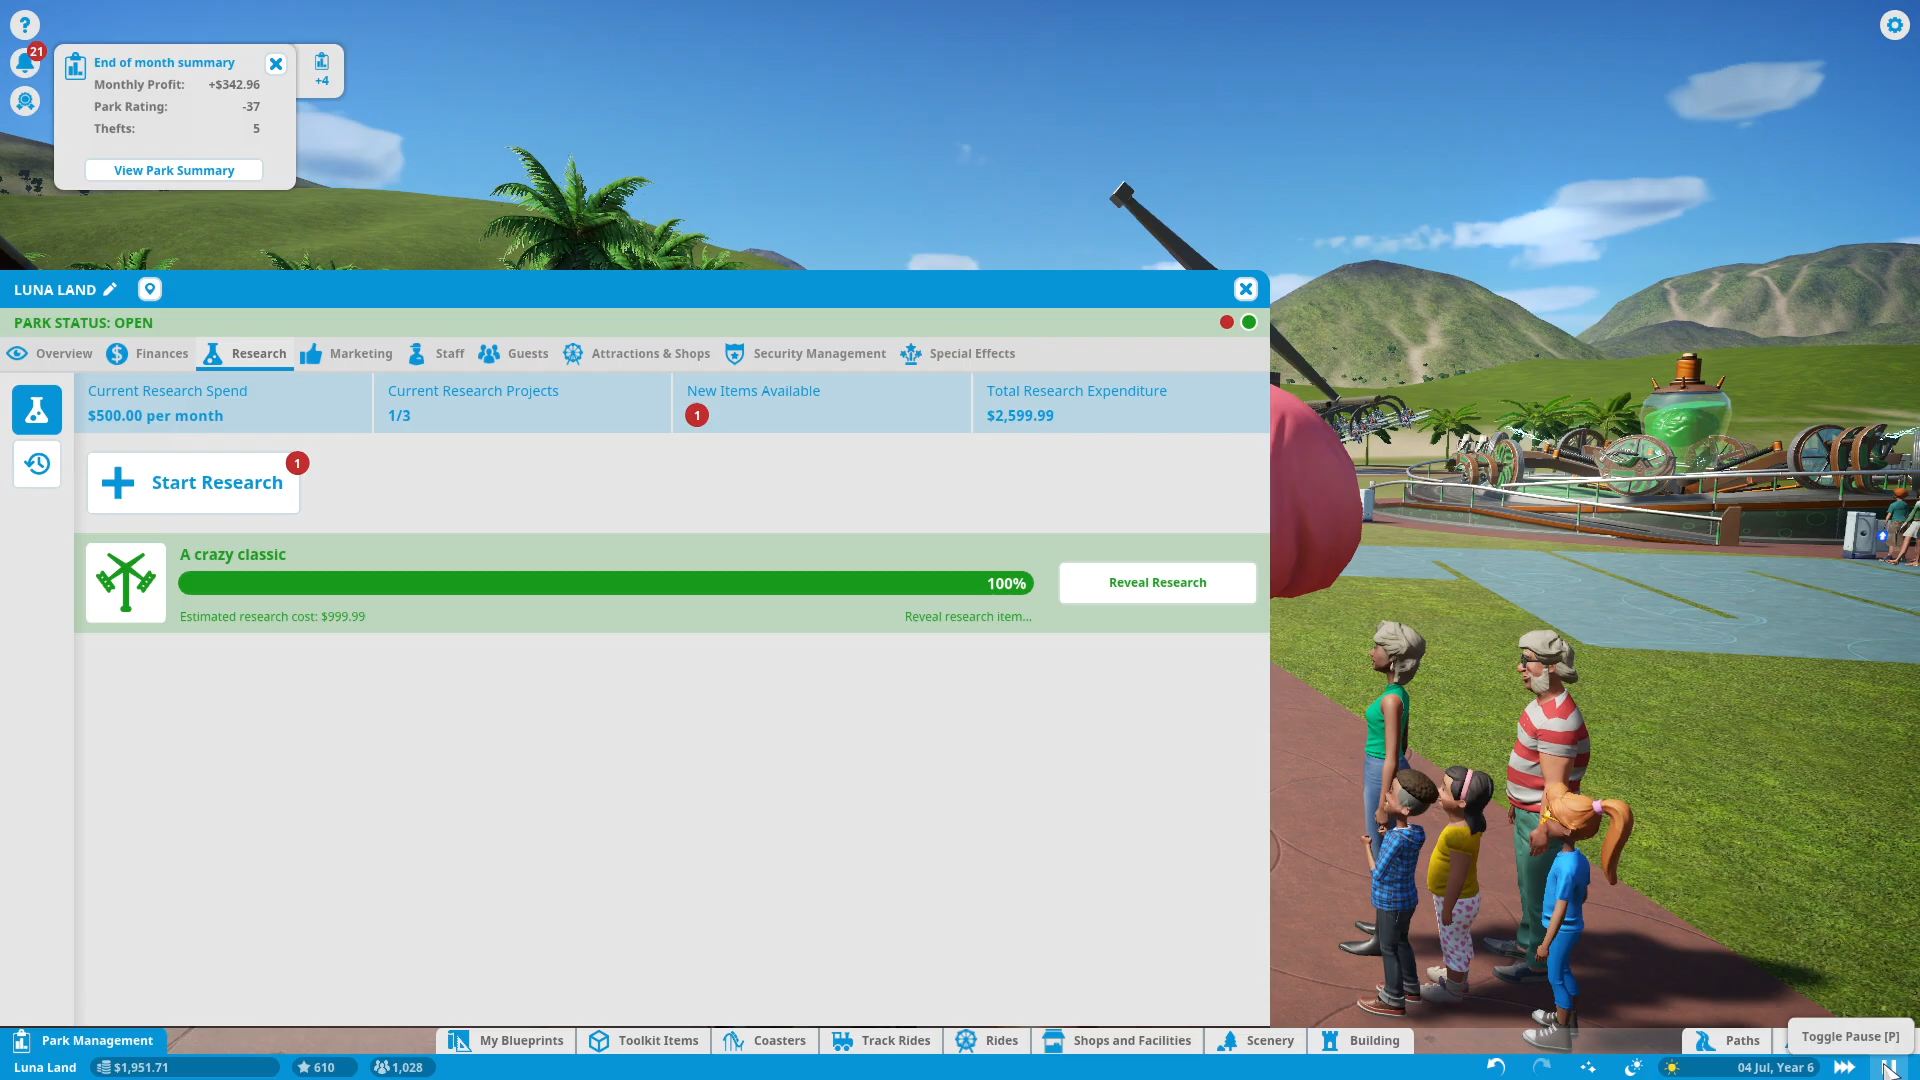 ?
21
End of month summary
Monthly Profit: +$342.96
Park Rating: -37
Thefts: 5
View Park Summary
+4
LUNA LAND
PARK STATUS: OPEN
Overview
Finances
Research
Marketing
Staff
Guests
Attractions & Shops
Security Management
Special Effects
Current Research Spend
$500.00 per month
Current Research Projects
1/3
New Items Available
1
Total Research Expenditure
$2,599.99
Start Research
1
A crazy classic
100%
Reveal Research
Estimated research cost: $999.99
Reveal research item...
Park Management
My Blueprints
Toolkit Items
Coasters
Track Rides
Rides
Shops and Facilities
Scenery
Building
Paths
Toggle Pause [P]
Luna Land
$1,951.71
610
1,028
04 Jul, Year 6